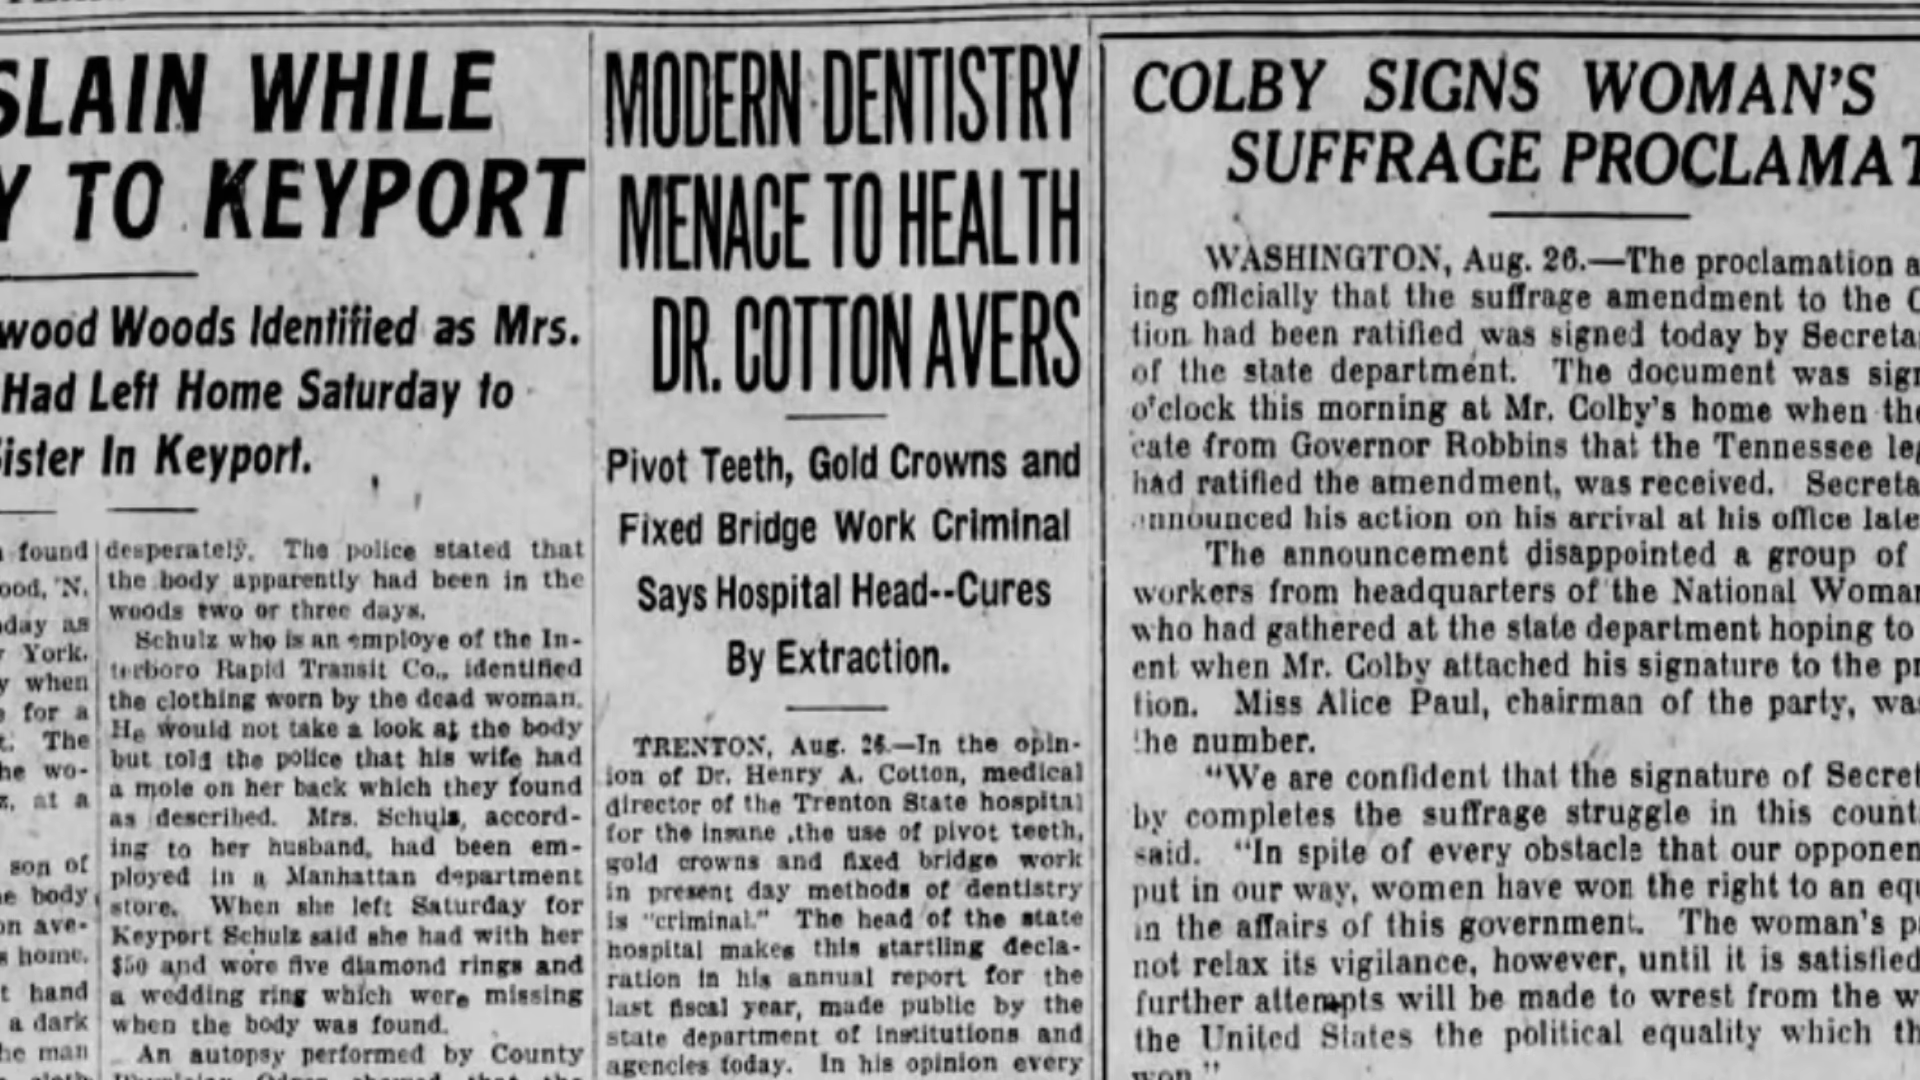 SLAIN WHILE
Y TO KEYPORT
wood Woods Identified as Mrs.
Had Left Home Saturday to
Sister In Keyport.
found
ood, N.
day as
York.
y when
for a
The
he wo-
at a
son of
e body
on ave-
home.
t hand
a dark
he man
desperately. The police stated that
the body apparently had been in the
woods two or three days.
Schulz who is an employe of the In-
terboro Rapid Transit Co., identified
the clothing worn by the dead woman.
He would not take a look at the body
but told the police that his wife had
a mole on her back which they found
as described. Mrs. Schulz, accord-
ing to her husband, had been em-
ployed in a Manhattan department
store. When she left Saturday for
Keyport Schulz said she had with her
$50 and wore five diamond rings and
a wedding ring which were missing
when the body was found.
An autopsy performed by County
MODERN DENTISTRY
MENACE TO HEALTH
DR. COTTON AVERS
Pivot Teeth, Gold Crowns and
Fixed Bridge Work Criminal
Says Hospital Head--Cures
By Extraction.
TRENTON, Aug. 26.—In the opin-
ion of Dr. Henry A. Cotton, medical
director of the Trenton State hospital
for the insane ,the use of pivot teeth,
gold crowns and fixed bridge work
in present day methods of dentistry
is "criminal." The head of the state
hospital makes this startling decla-
ration in his annual report for the
last fiscal year, made public by the
state department of institutions and
agencies today. In his opinion every
COLBY SIGNS WOMAN'S
SUFFRAGE PROCLAMAT
WASHINGTON, Aug. 26.—The proclamation a
ing officially that the suffrage amendment to the C
tion had been ratified was signed today by Secreta
of the state department. The document was sign
o'clock this morning at Mr. Colby's home when the
cate from Governor Robbins that the Tennessee leg
had ratified the amendment, was received. Secreta
announced his action on his arrival at his office late
The announcement disappointed a group of
workers from headquarters of the National Woman
who had gathered at the state department hoping to
ent when Mr. Colby attached his signature to the pr
tion. Miss Alice Paul, chairman of the party, was
the number.
"We are confident that the signature of Secret
by completes the suffrage struggle in this count
said. "In spite of every obstacle that our opponen
put in our way, women have won the right to an equ
in the affairs of this government. The woman's p
not relax its vigilance, however, until it is satisfied
further attempts will be made to wrest from the w
the United States the political equality which th
won."